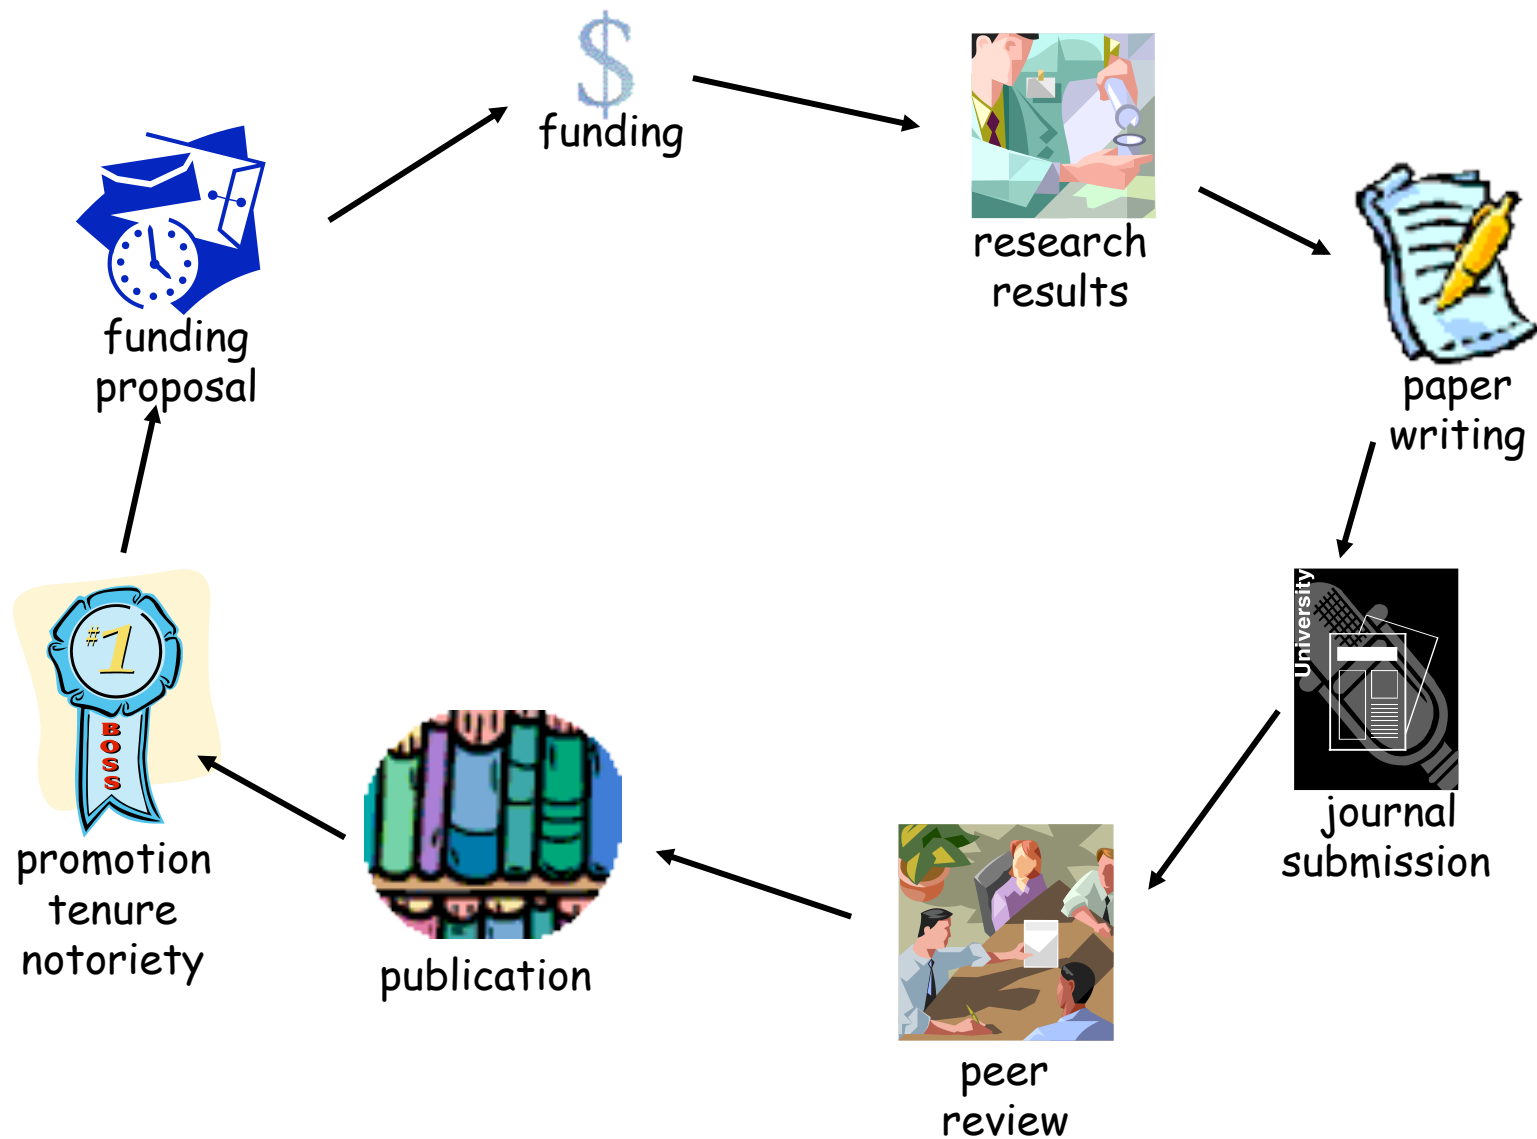 $
funding
research
results
paper
writing
University
journal
submission
peer
review
publication
#1
BOSS
promotion
tenure
notoriety
funding
proposal